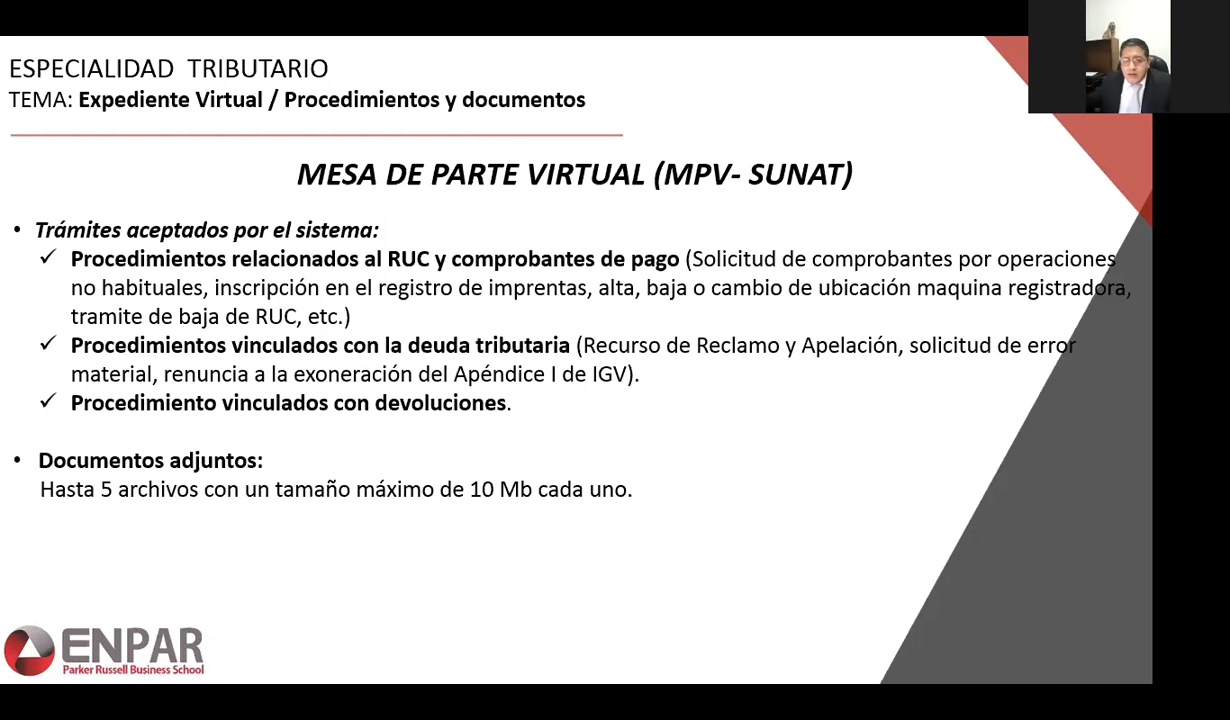 ESPECIALIDAD TRIBUTARIO
TEMA: Expediente Virtual / Procedimientos y documentos
MESA DE PARTE VIRTUAL (MPV- SUNAT)
• Trámites aceptados por el sistema:
✓ Procedimientos relacionados al RUC y comprobantes de pago (Solicitud de comprobantes por operaciones
no habituales, inscripción en el registro de imprentas, alta, baja o cambio de ubicación maquina registradora,
tramite de baja de RUC, etc.)
✓ Procedimientos vinculados con la deuda tributaria (Recurso de Reclamo y Apelación, solicitud de error
material, renuncia a la exoneración del Apéndice I de IGV).
✓ Procedimiento vinculados con devoluciones.
• Documentos adjuntos:
Hasta 5 archivos con un tamaño máximo de 10 Mb cada uno.
ENPAR
Parker Russell Business School